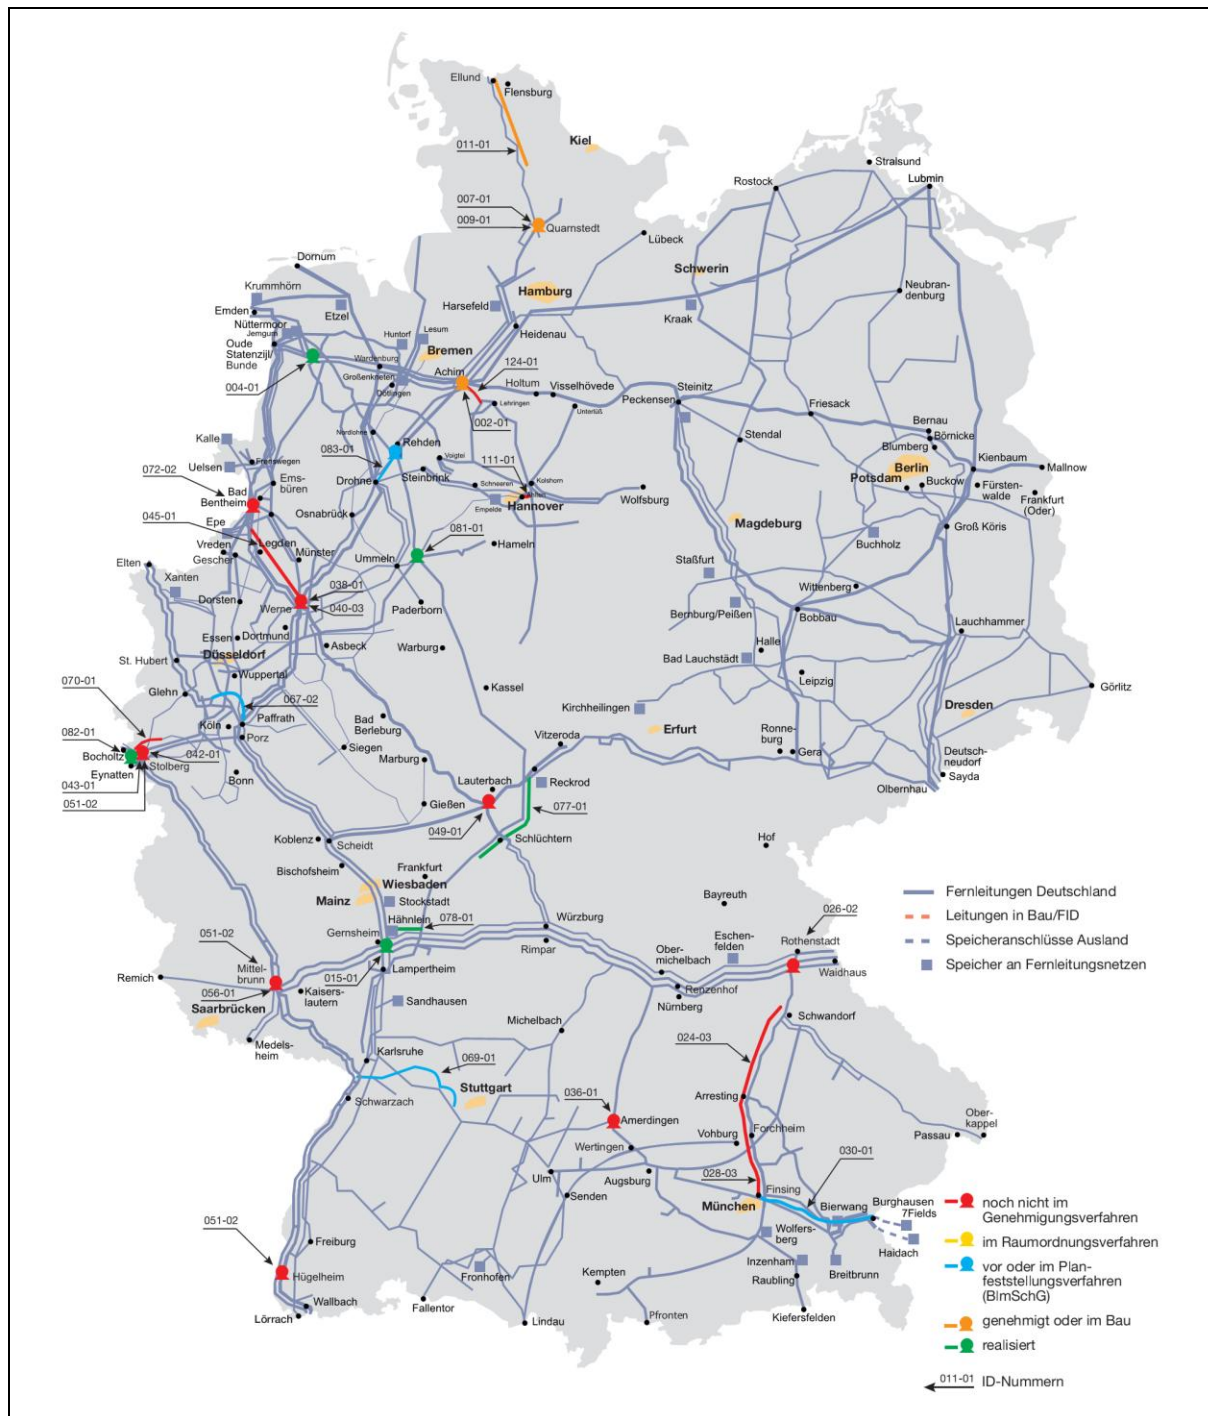 Ellund
Flensburg
Kiel
011-01
Stralsund
Rostock
Lubmin
007-01
009-01
Quarnstedt
Lübeck
Dornum
Schwerin
Krummhörn
Hamburg
Harsefeld
Neubran-
denburg
Emden
Etzel
Kraak
Nüttermoor
Jemgum
Huntorf
Lesum
Heidenau
Oude
Statenzijl/
Bunde
Bremen
Wardenburg
Achim
124-01
004-01
Großenkneten
Dötlingen
Holtum
Visselhövede
Steinitz
Peckensen
Lehringen
Unterlüß
Friesack
002-01
Bernau
Börnicke
Nordlohne
Rehden
Kalle
083-01
Voigtei
Stendal
Blumberg
Kienbaum
Mallnow
Frenswegen
Uelsen
111-01
Berlin
072-02
Ems-
büren
Drohne
Steinbrink
Schneeren
Kolshorn
Ahlten
Potsdam
Buckow
Fürsten-
walde
Frankfurt
(Oder)
Bad
Bentheim
Wolfsburg
Empelde
Hannover
045-01
Osnabrück
Magdeburg
Groß Köris
Epe
081-01
Buchholz
Vreden
Legden
Hameln
Gescher
Münster
Ummeln
Staßfurt
Elten
Xanten
038-01
Wittenberg
Dorsten
Werne
040-03
Paderborn
Bernburg/Peißen
Bobbau
Essen
Dortmund
Lauchhammer
Asbeck
Warburg
Halle
St. Hubert
Düsseldorf
Bad Lauchstädt
Wuppertal
070-01
Glehn
Kassel
Leipzig
Görlitz
067-02
Kirchheilingen
Dresden
082-01
Köln
Paffrath
Bad
Berleburg
Bocholtz
Porz
Vitzeroda
Erfurt
Ronne-
burg
042-01
Siegen
Gera
Deutsch-
neudorf
Stolberg
Eynatten
Marburg
Bonn
Sayda
043-01
Lauterbach
Reckrod
Olbernhau
051-02
Gießen
077-01
049-01
Koblenz
Scheidt
Schlüchtern
Hof
Bischofsheim
Frankfurt
Wiesbaden
Mainz
Stockstadt
Bayreuth
Hähnlein
078-01
Würzburg
026-02
Gernsheim
Eschen-
felden
Rothenstadt
051-02
Rimpar
Ober-
michelbach
Waidhaus
Mittel-
brunn
015-01
Lampertheim
Remich
Renzenhof
056-01
Kaisers-
lautern
Sandhausen
Nürnberg
Saarbrücken
Schwandorf
Michelbach
Medels-
heim
024-03
Karlsruhe
069-01
Stuttgart
036-01
Arresting
Schwarzach
Amerdingen
Ober-
kappel
Forchheim
Passau
Vohburg
Wertingen
030-01
028-03
Ulm
Augsburg
Finsing
Senden
Burghausen
7Fields
München
Bierwang
051-02
Wolfers-
berg
Freiburg
Haidach
Inzenham
Breitbrunn
Hügelheim
Fronhofen
Kempten
Raubling
Wallbach
Fallentor
Lörrach
Lindau
Pfronten
Kiefersfelden
Fernleitungen Deutschland
Leitungen in Bau/FID
Speicheranschlüsse Ausland
Speicher an Fernleitungsnetzen
noch nicht im
Genehmigungsverfahren
im Raumordnungsverfahren
vor oder im Plan-
feststellungsverfahren
(BImSchG)
genehmigt oder im Bau
realisiert
011-01
ID-Nummern